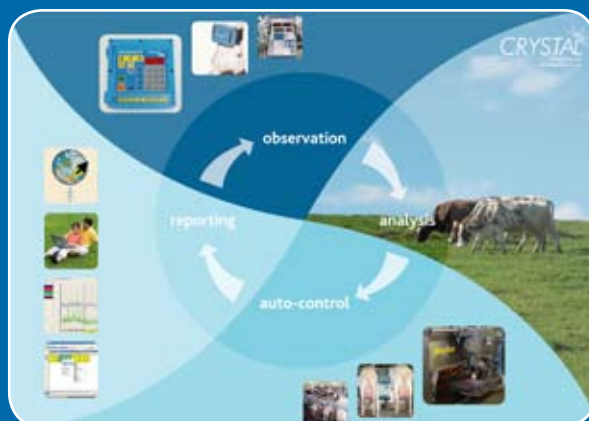 CRYSTAL
observation
reporting
analysis
auto-control